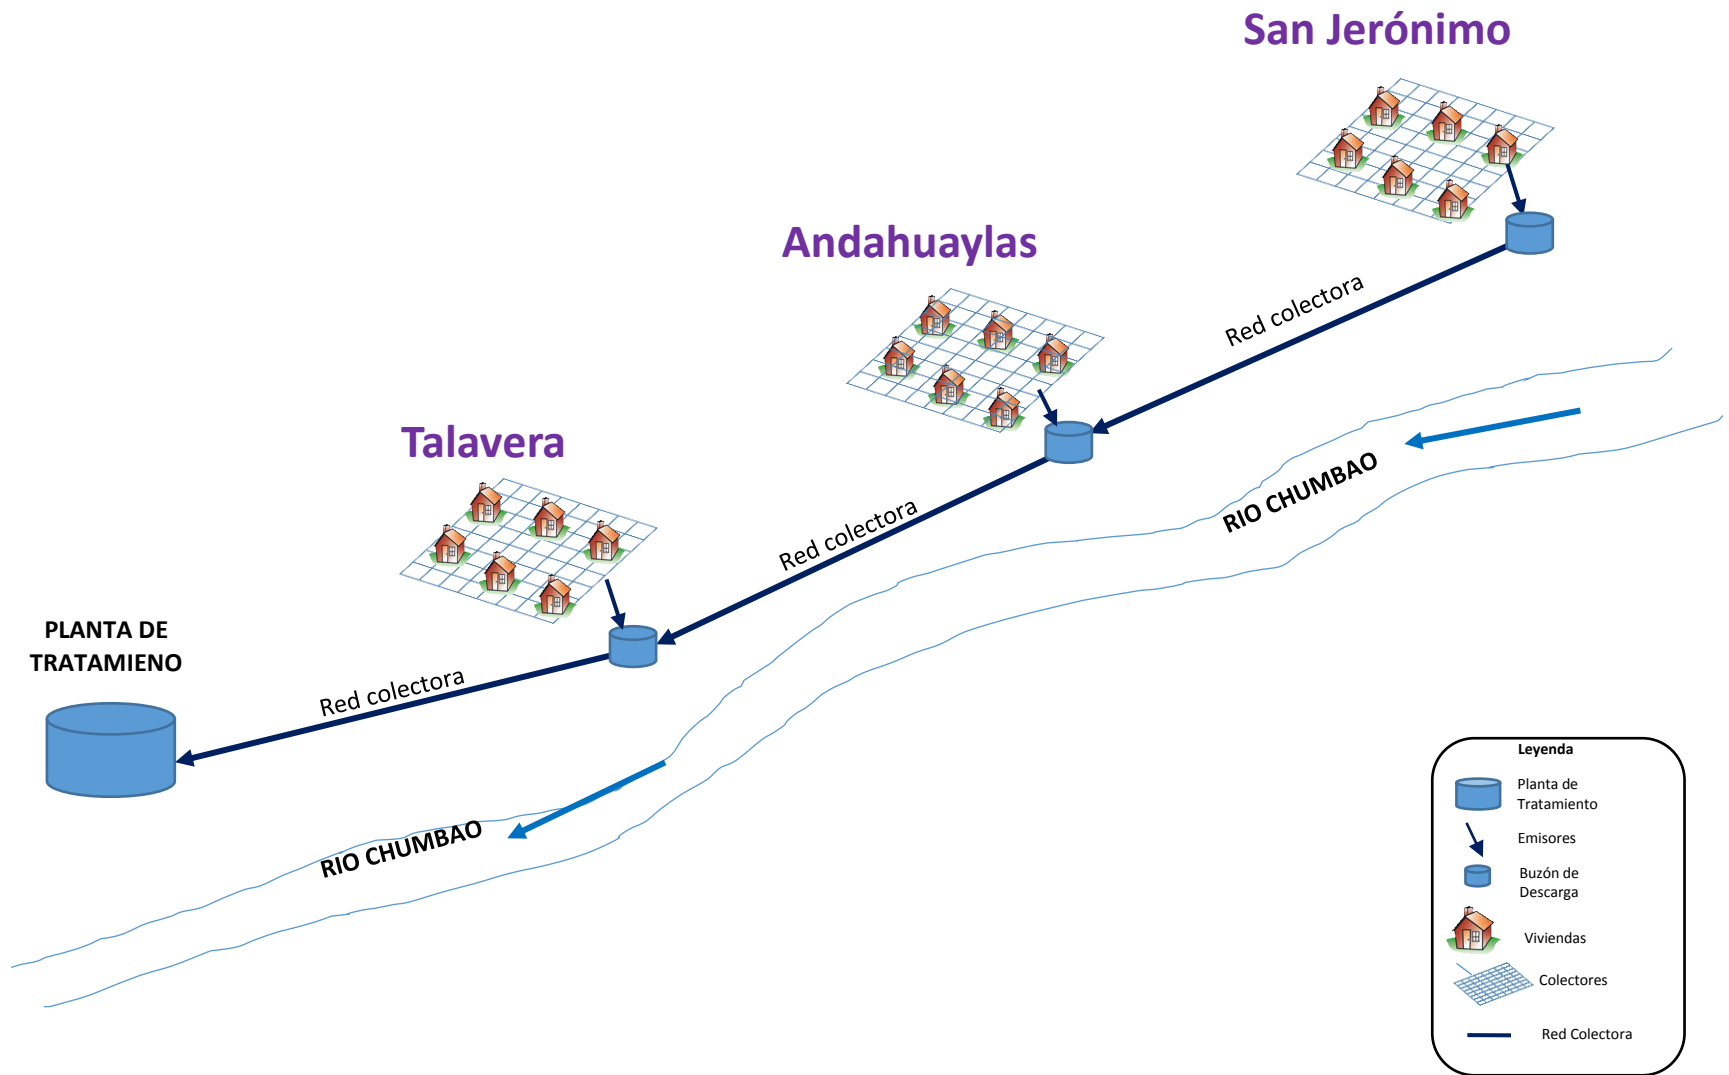 San Jerónimo
Andahuaylas
Red colectora
Talavera
RIO CHUMBAO
Red colectora
PLANTA DE
TRATAMIENO
Red colectora
RIO CHUMBAO
Leyenda
Planta de
Tratamiento
Emisores
Buzón de
Descarga
Viviendas
Colectores
Red Colectora